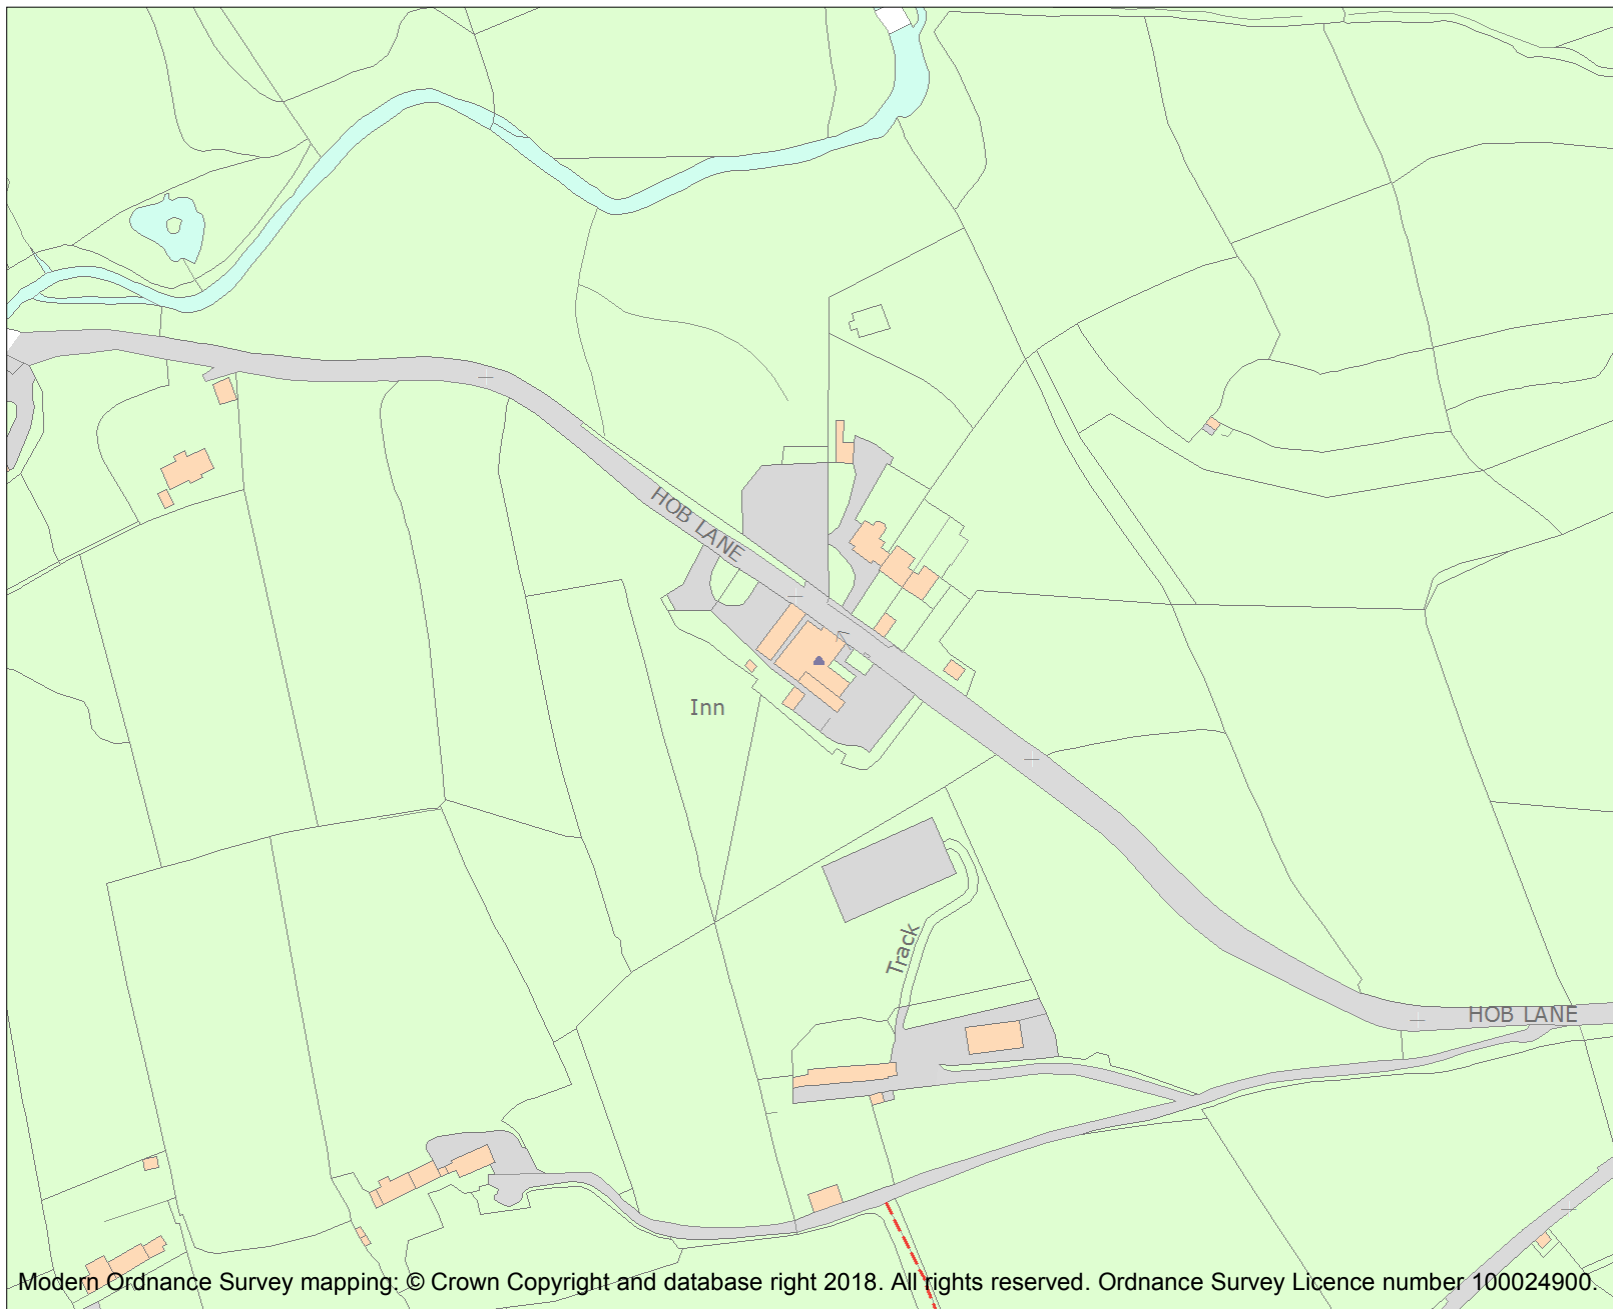 HOB LANE
Inn
Track
HOB LANE
Modern Ordnance Survey mapping: © Crown Copyright and database right 2018. All rights reserved. Ordnance Survey Licence number 100024900.